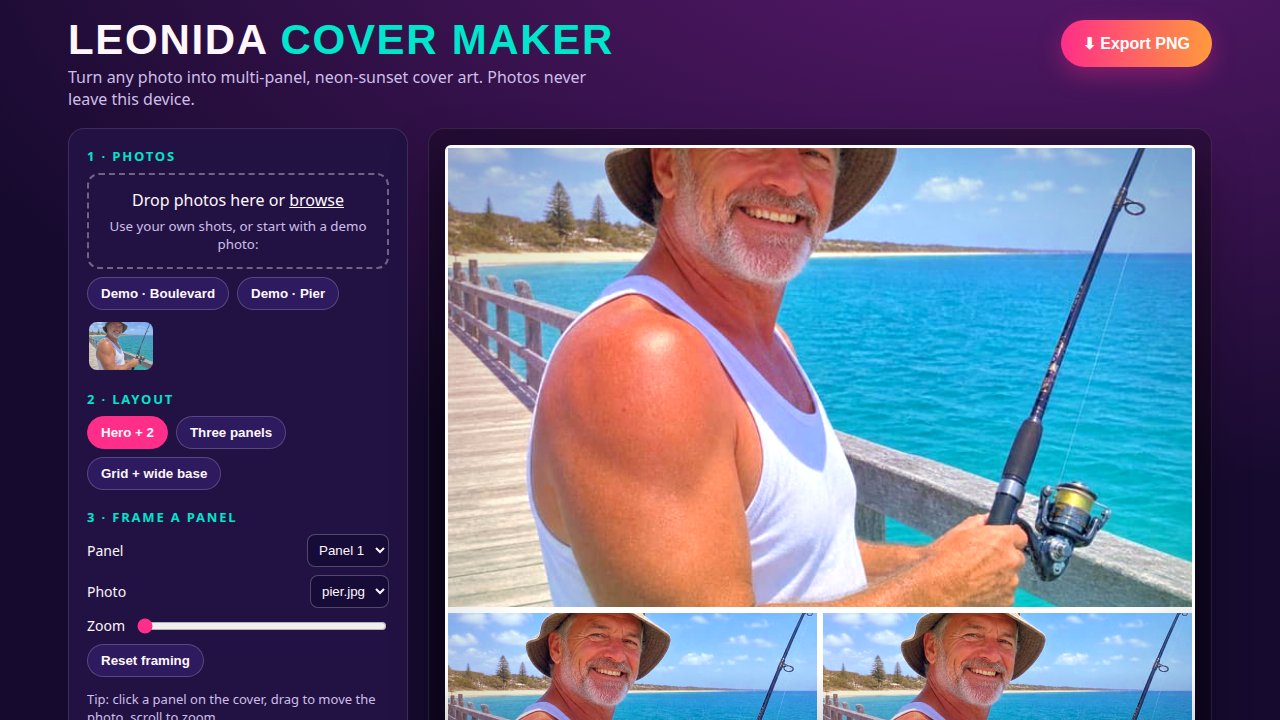 LEONIDA COVER MAKER
⬇ Export PNG
Turn any photo into multi-panel, neon-sunset cover art. Photos never
leave this device.
1 · PHOTOS
Drop photos here or browse
Use your own shots, or start with a demo
photo:
Demo · Boulevard
Demo · Pier
2 · LAYOUT
Hero + 2
Three panels
Grid + wide base
3 · FRAME A PANEL
Panel
Panel 1
Photo
pier.jpg
Zoom
Reset framing
Tip: click a panel on the cover, drag to move the
photo, scroll to zoom.